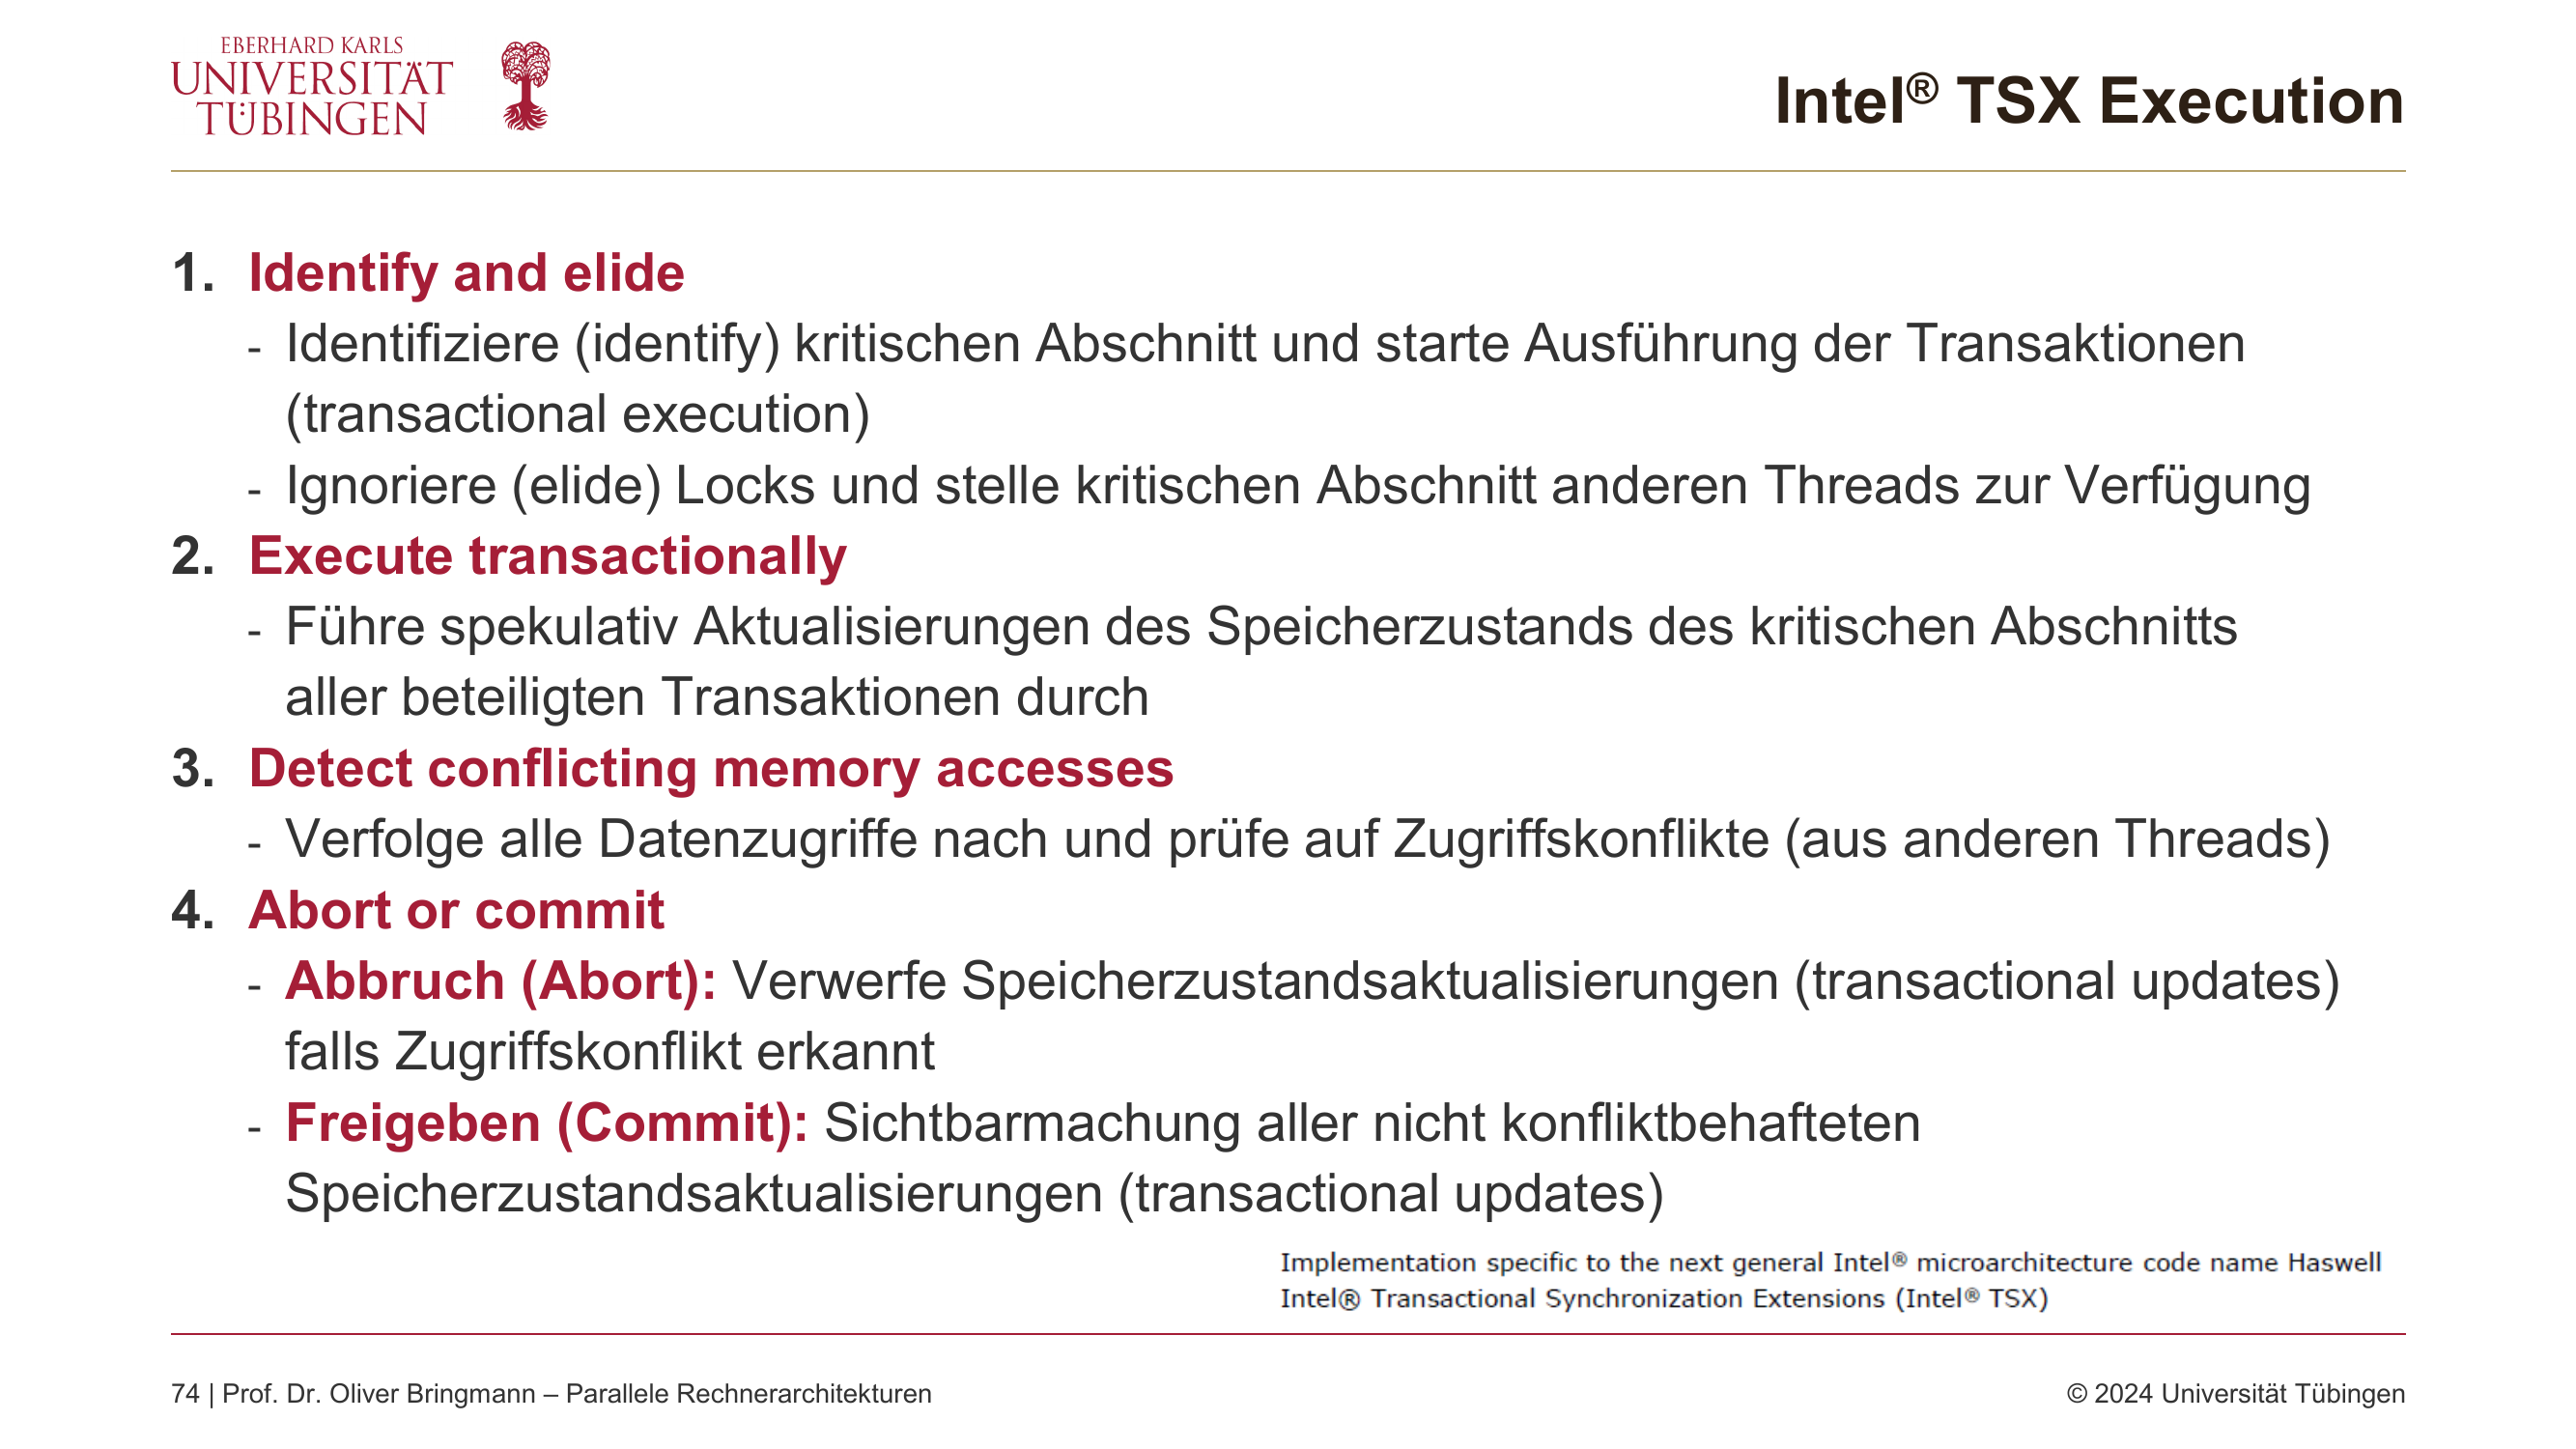 EBERHARD KARLS
UNIVERSITÄT
TÜBINGEN
Intel® TSX Execution
1. Identify and elide
- Identifiziere (identify) kritischen Abschnitt und starte Ausführung der Transaktionen
(transactional execution)
- Ignoriere (elide) Locks und stelle kritischen Abschnitt anderen Threads zur Verfügung
2. Execute transactionally
- Führe spekulativ Aktualisierungen des Speicherzustands des kritischen Abschnitts
aller beteiligten Transaktionen durch
3. Detect conflicting memory accesses
- Verfolge alle Datenzugriffe nach und prüfe auf Zugriffskonflikte (aus anderen Threads)
4. Abort or commit
- Abbruch (Abort): Verwerfe Speicherzustandsaktualisierungen (transactional updates)
falls Zugriffskonflikt erkannt
- Freigeben (Commit): Sichtbarmachung aller nicht konfliktbehafteten
Speicherzustandsaktualisierungen (transactional updates)
Implementation specific to the next general Intel® microarchitecture code name Haswell
Intel® Transactional Synchronization Extensions (Intel® TSX)
74 | Prof. Dr. Oliver Bringmann – Parallele Rechnerarchitekturen
© 2024 Universität Tübingen